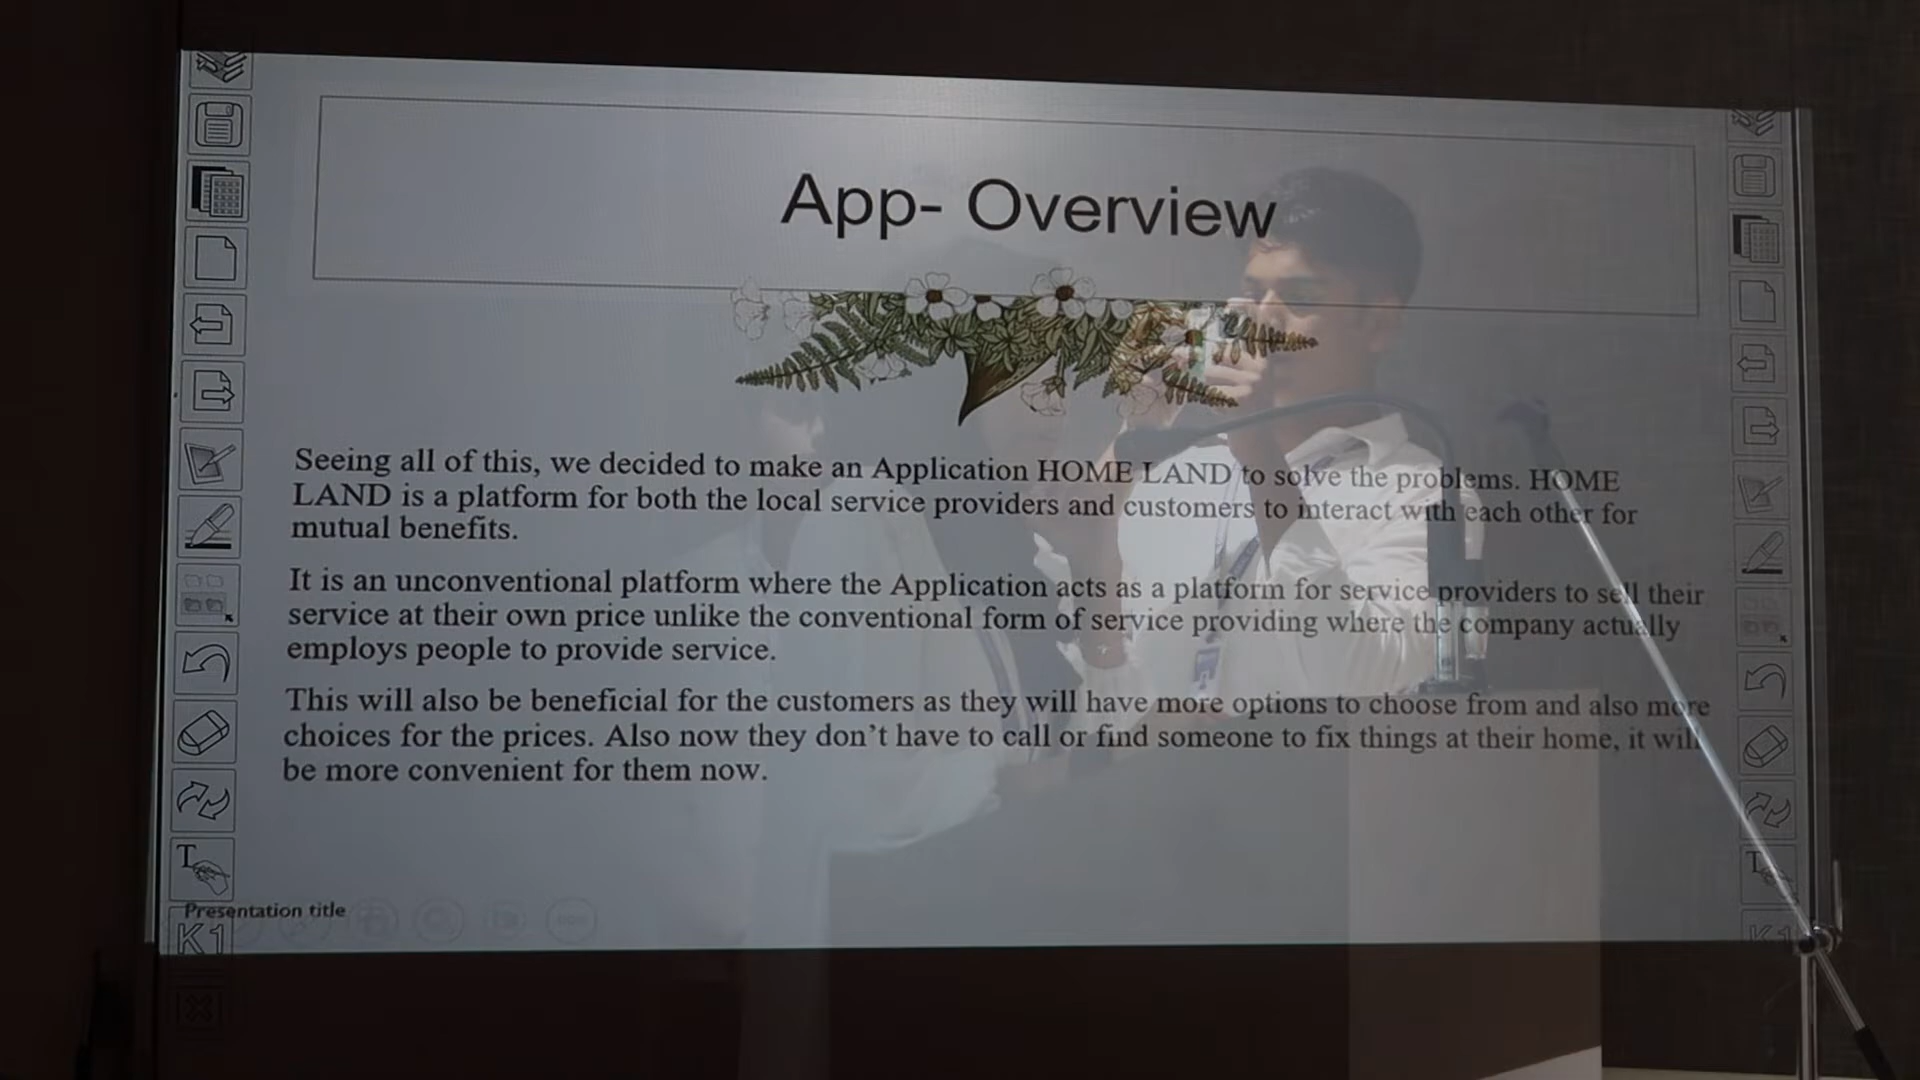 App- Overview
Seeing all of this, we decided to make an Application HOME LAND to solve the problems. HOME
LAND is a platform for both the local service providers and customers to interact with each other for
mutual benefits.
It is an unconventional platform where the Application acts as a platform for service providers to sell their
service at their own price unlike the conventional form of service providing where the company actually
employs people to provide service.
This will also be beneficial for the customers as they will have more options to choose from and also more
choices for the prices. Also now they don't have to call or find someone to fix things at their home, it will
be more convenient for them now.
T
T
Presentation title
K1
K1